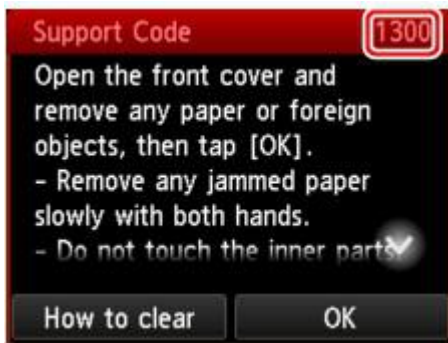 Support Code 1300
Open the front cover and
remove any paper or foreign
objects, then tap [OK].
- Remove any jammed paper
slowly with both hands.
- Do not touch the inner parts
How to clear OK